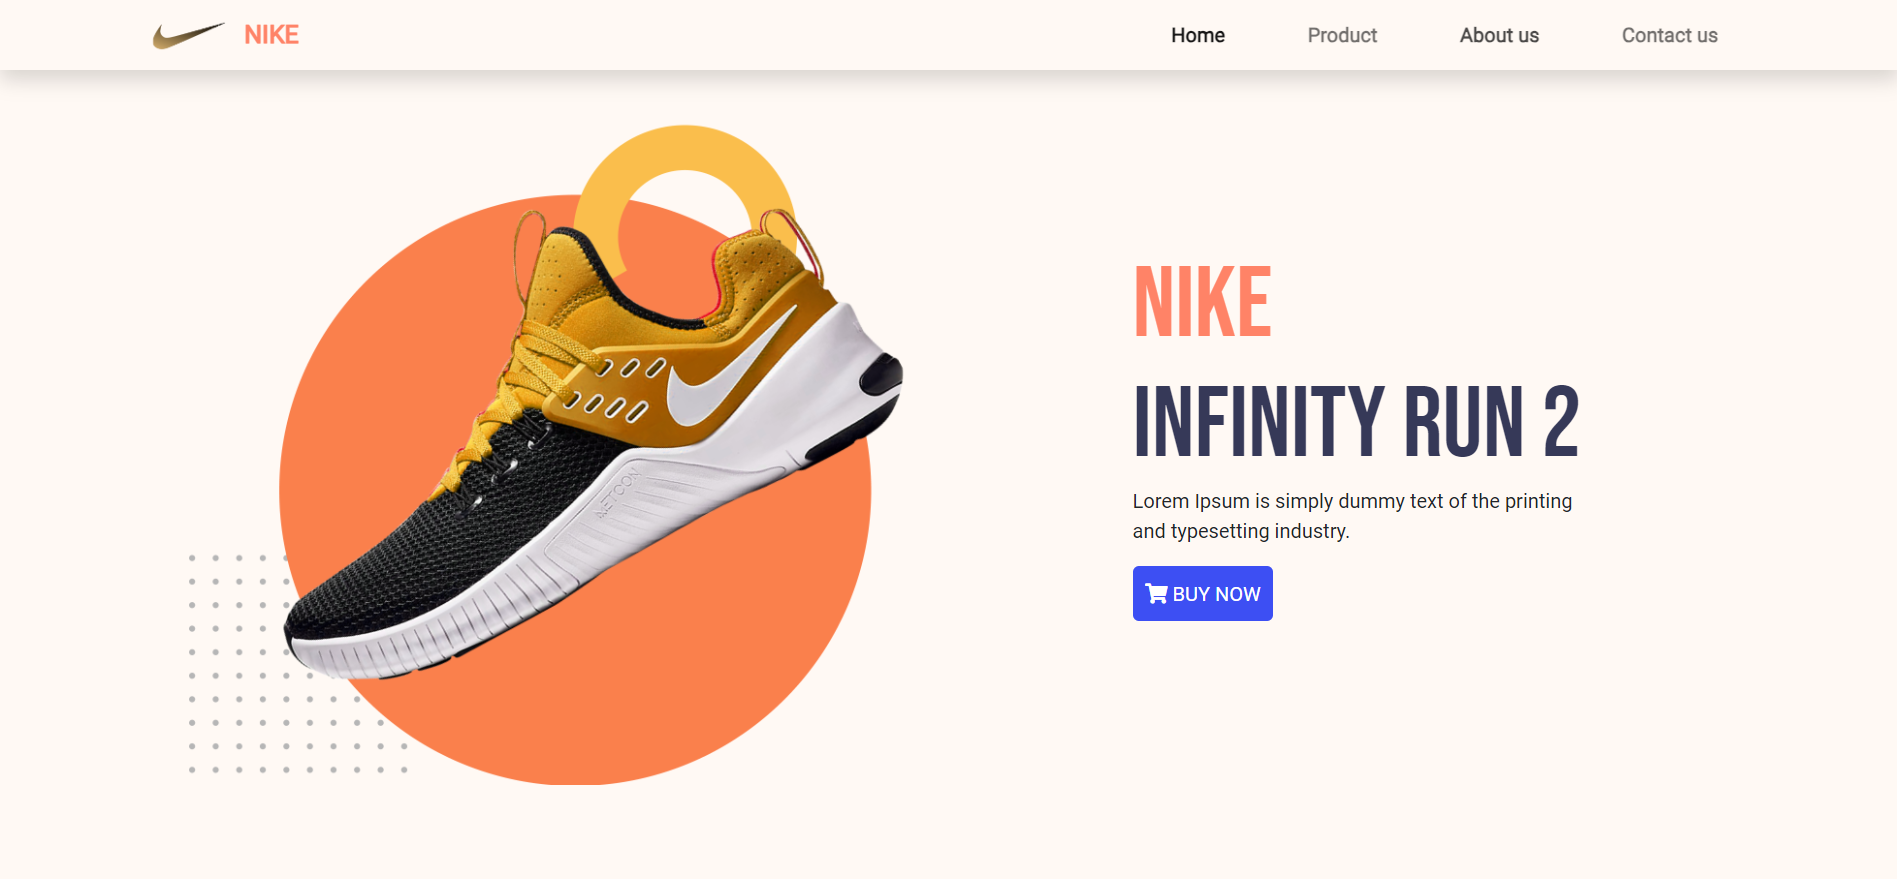 NIKE
Home
Product
About us
Contact us
NIKE
INFINITY RUN 2
Lorem Ipsum is simply dummy text of the printing
and typesetting industry.
BUY NOW
METCON